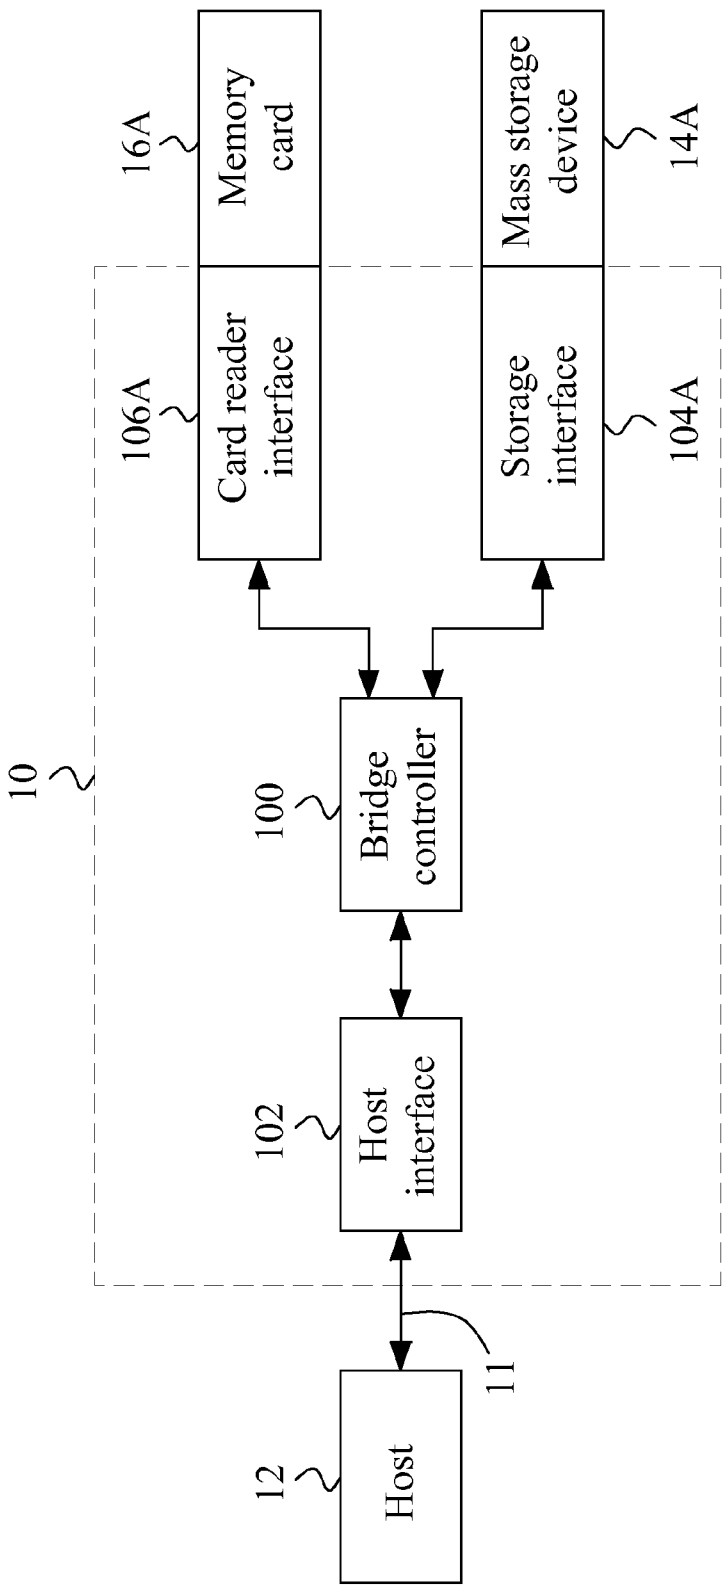 10
16A
Memory
card
106A
Card reader
interface
12
Host
11
102
Host
interface
100
Bridge
controller
Storage
interface
104A
Mass storage
device
14A